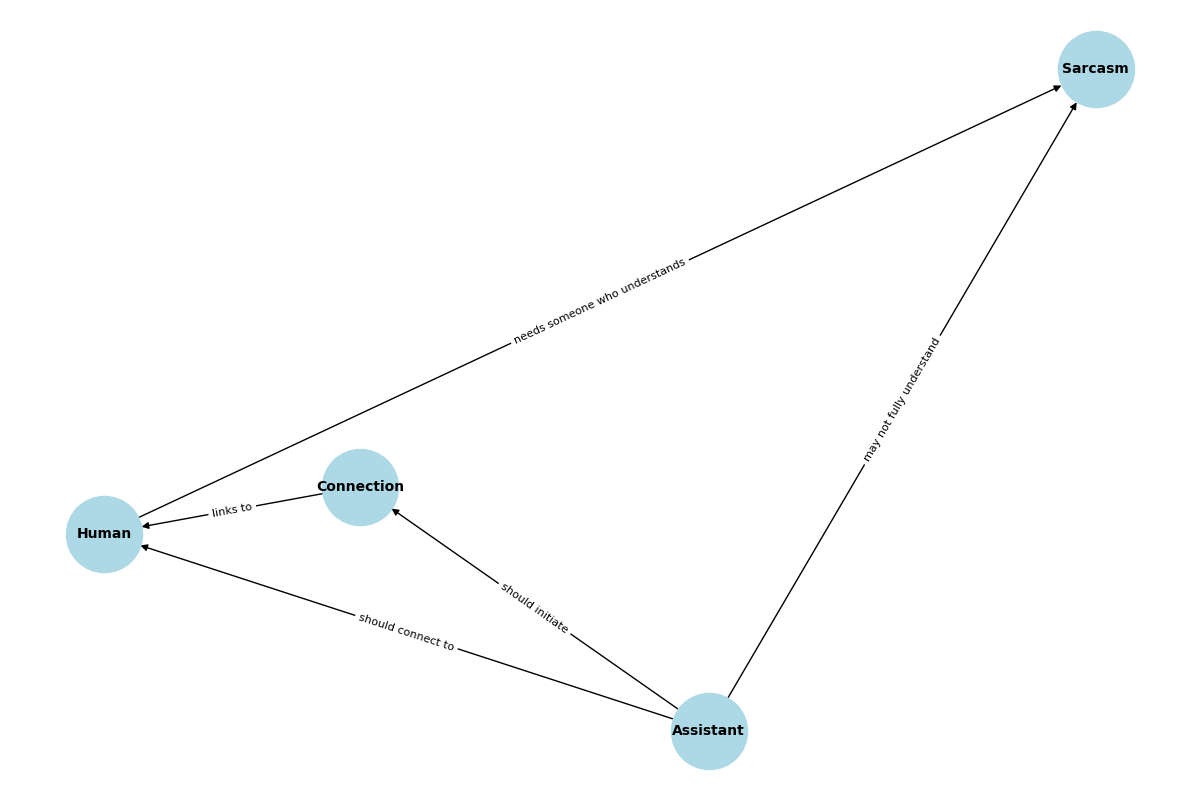 Sarcasm
needs someone who understands
may not fully understand
Connection
links to
Human
should initiate
should connect to
Assistant